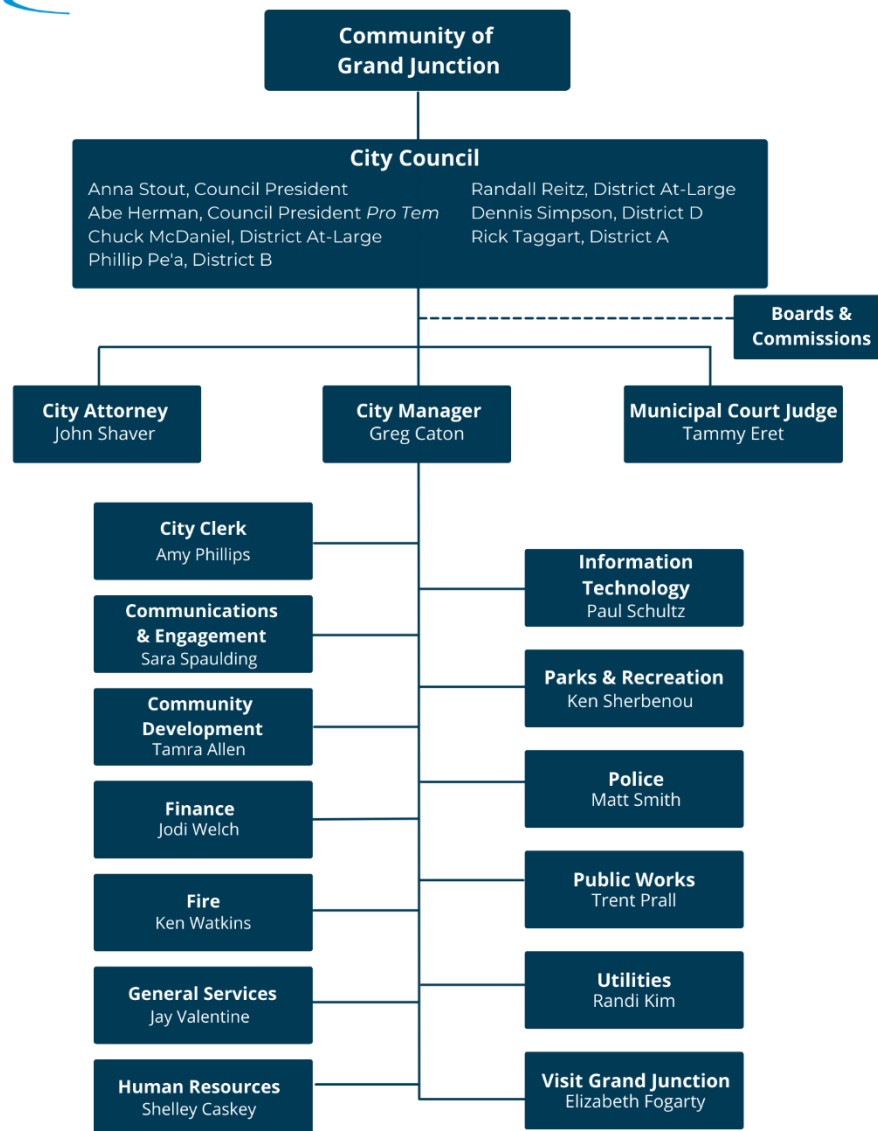 Community of
Grand Junction
City Council
Anna Stout, Council President
Abe Herman, Council President Pro Tem
Chuck McDaniel, District At-Large
Phillip Pe'a, District B
Randall Reitz, District At-Large
Dennis Simpson, District D
Rick Taggart, District A
Boards &
Commissions
City Attorney
John Shaver
City Manager
Greg Caton
Municipal Court Judge
Tammy Eret
City Clerk
Amy Phillips
Communications
& Engagement
Sara Spaulding
Community
Development
Tamra Allen
Finance
Jodi Welch
Fire
Ken Watkins
General Services
Jay Valentine
Human Resources
Shelley Caskey
Information
Technology
Paul Schultz
Parks & Recreation
Ken Sherbenou
Police
Matt Smith
Public Works
Trent Prall
Utilities
Randi Kim
Visit Grand Junction
Elizabeth Fogarty